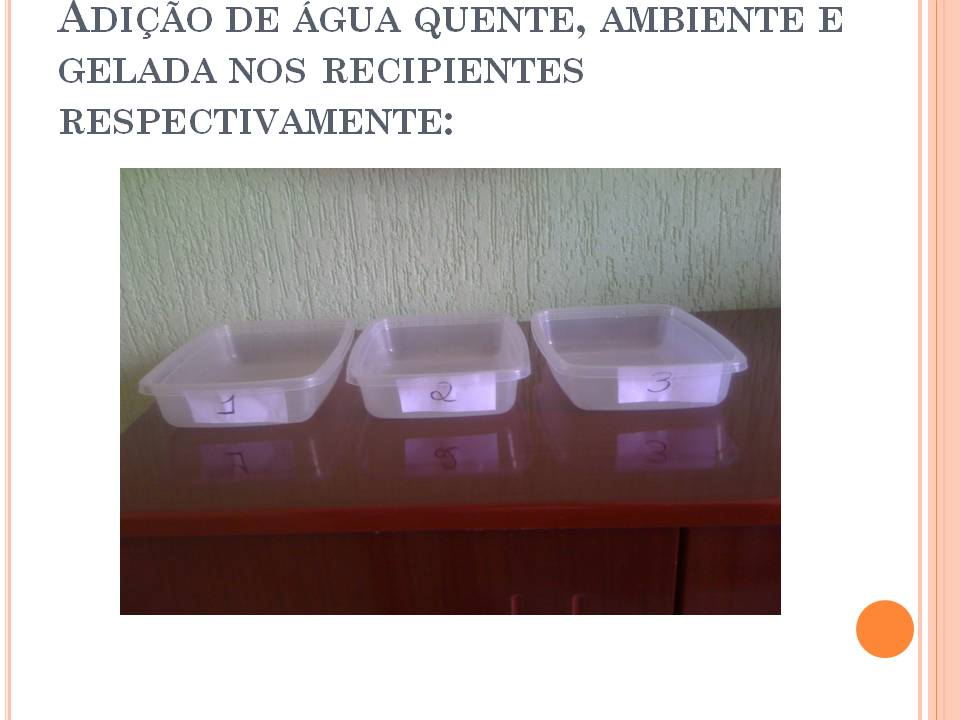 Adição de água quente, ambiente e
gelada nos recipientes
respectivamente:
1
2
3